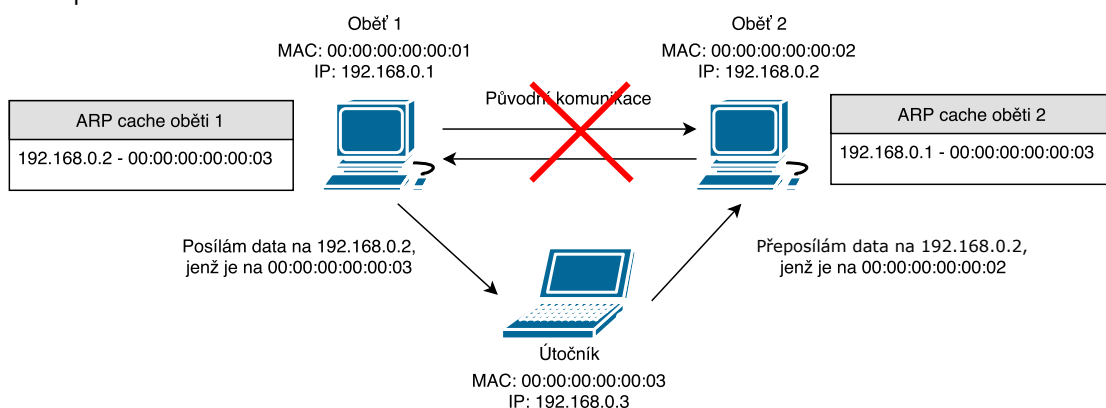 Oběť 1
MAC: 00:00:00:00:00:01
IP: 192.168.0.1
Oběť 2
MAC: 00:00:00:00:00:02
IP: 192.168.0.2
Původní komunikace
ARP cache oběti 1
192.168.0.2 - 00:00:00:00:00:03
ARP cache oběti 2
192.168.0.1 - 00:00:00:00:00:03
Posílám data na 192.168.0.2,
jenž je na 00:00:00:00:00:03
Přeposílám data na 192.168.0.2,
jenž je na 00:00:00:00:00:02
Útočník
MAC: 00:00:00:00:00:03
IP: 192.168.0.3